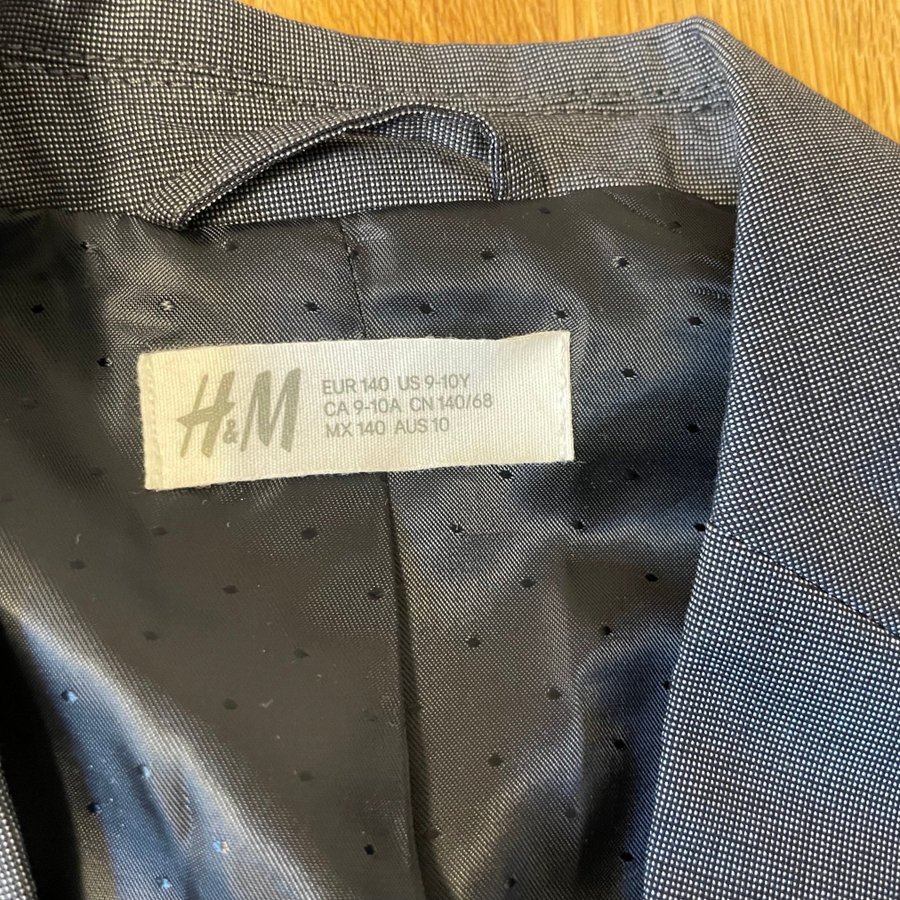 H&M
EUR 140 US 9-10Y
CA 9-10A CN 140/68
MX 140 AUS 10